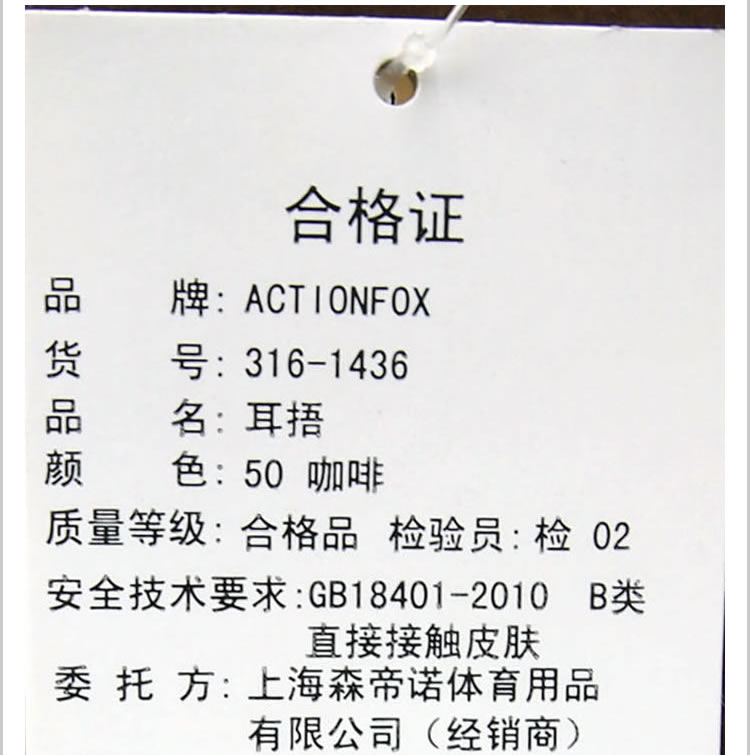 合格证
品 牌: ACTIONFOX
货 号: 316-1436
品 名: 耳捂
颜 色: 50 咖啡
质量等级: 合格品 检验员: 检 02
安全技术要求:GB18401-2010 B类
直接接触皮肤
委 托 方: 上海森帝诺体育用品
有限公司（经销商）